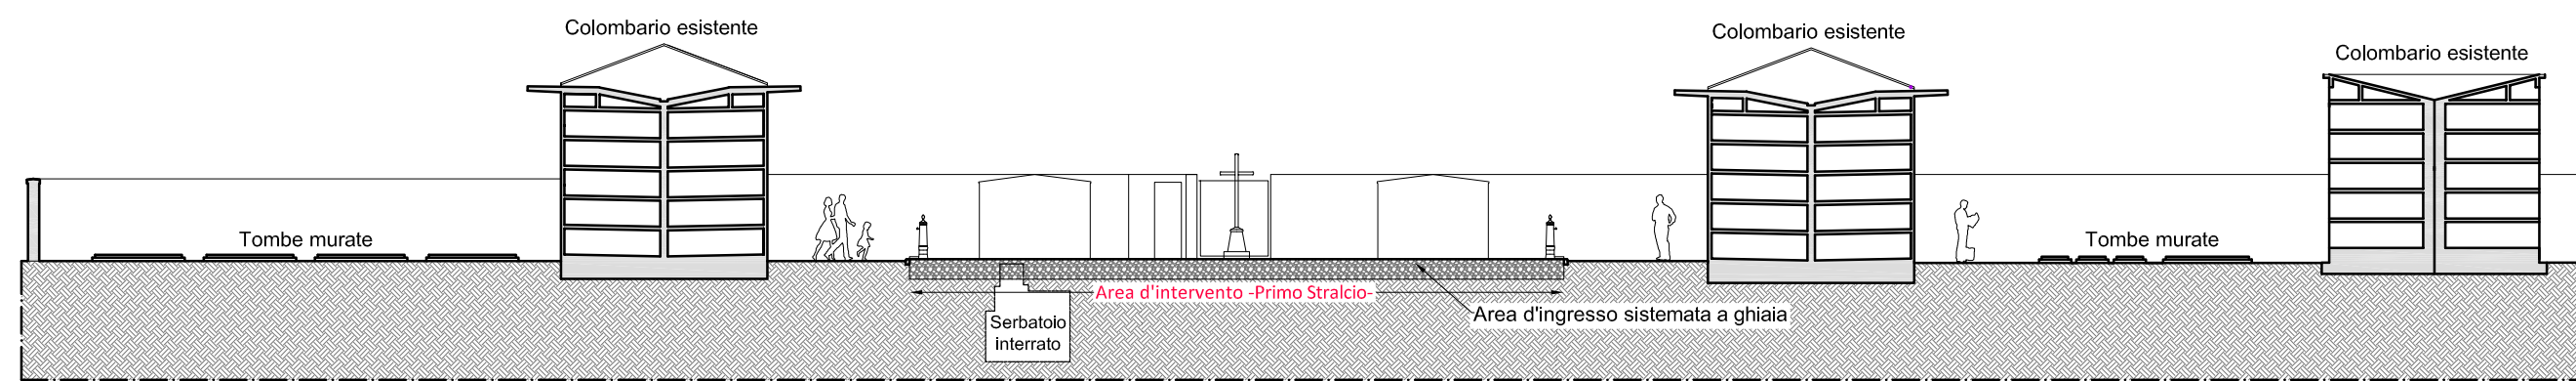 Colombario esistente
Colombario esistente
Colombario esistente
Tombe murate
Tombe murate
Area d'intervento -Primo Stralcio-
Area d'ingresso sistemata a ghiaia
Serbatoio
interrato